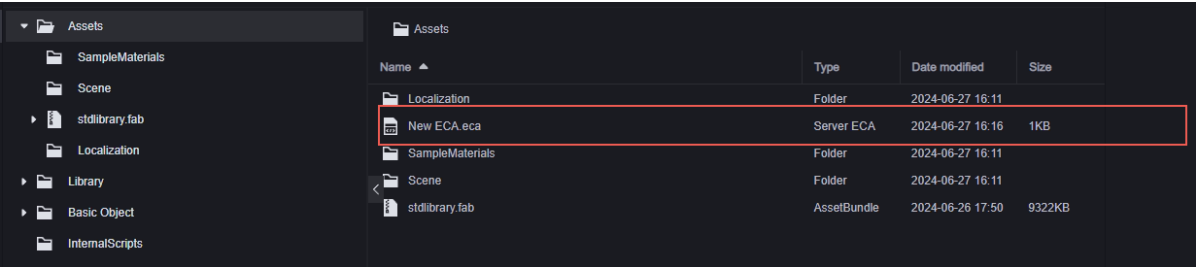 Assets
SampleMaterials
Scene
stdlibrary.fab
Localization
Library
Basic Object
InternalScripts
Assets
Name Type Date modified Size
Localization Folder 2024-06-27 16:11
New ECA.eca Server ECA 2024-06-27 16:16 1KB
SampleMaterials Folder 2024-06-27 16:11
Scene Folder 2024-06-27 16:11
stdlibrary.fab AssetBundle 2024-06-26 17:50 9322KB